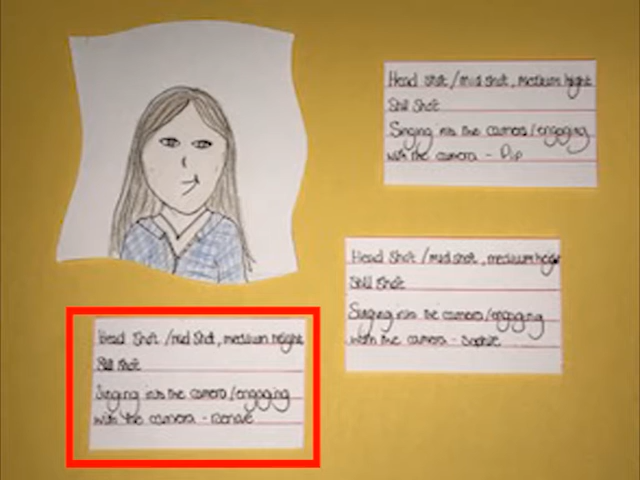 Head shot/mid shot, medium hight
Still Shot
Singing into the camera/engaging
with the camera - Pip
Head Shot /mid shot, medium
Still Shot
Singing into the camera/engaging
with the camera - Sophie
Head Shot /mid Shot, medium height
Still Shot
Singing into the camera/engaging
with the camera -